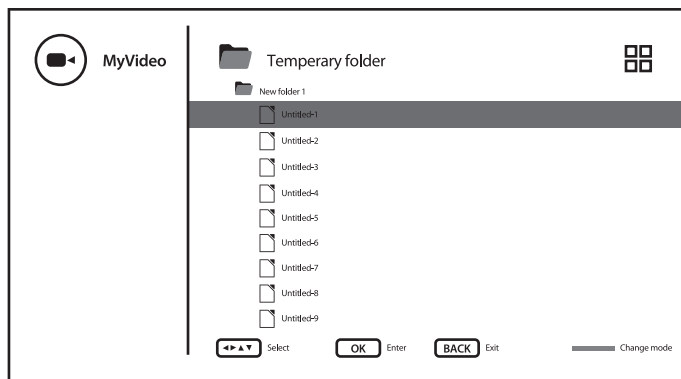 MyVideo
Temperary folder
New folder 1
Untitled-1
Untitled-2
Untitled-3
Untitled-4
Untitled-5
Untitled-6
Untitled-7
Untitled-8
Untitled-9
Select OK Enter BACK Exit Change mode